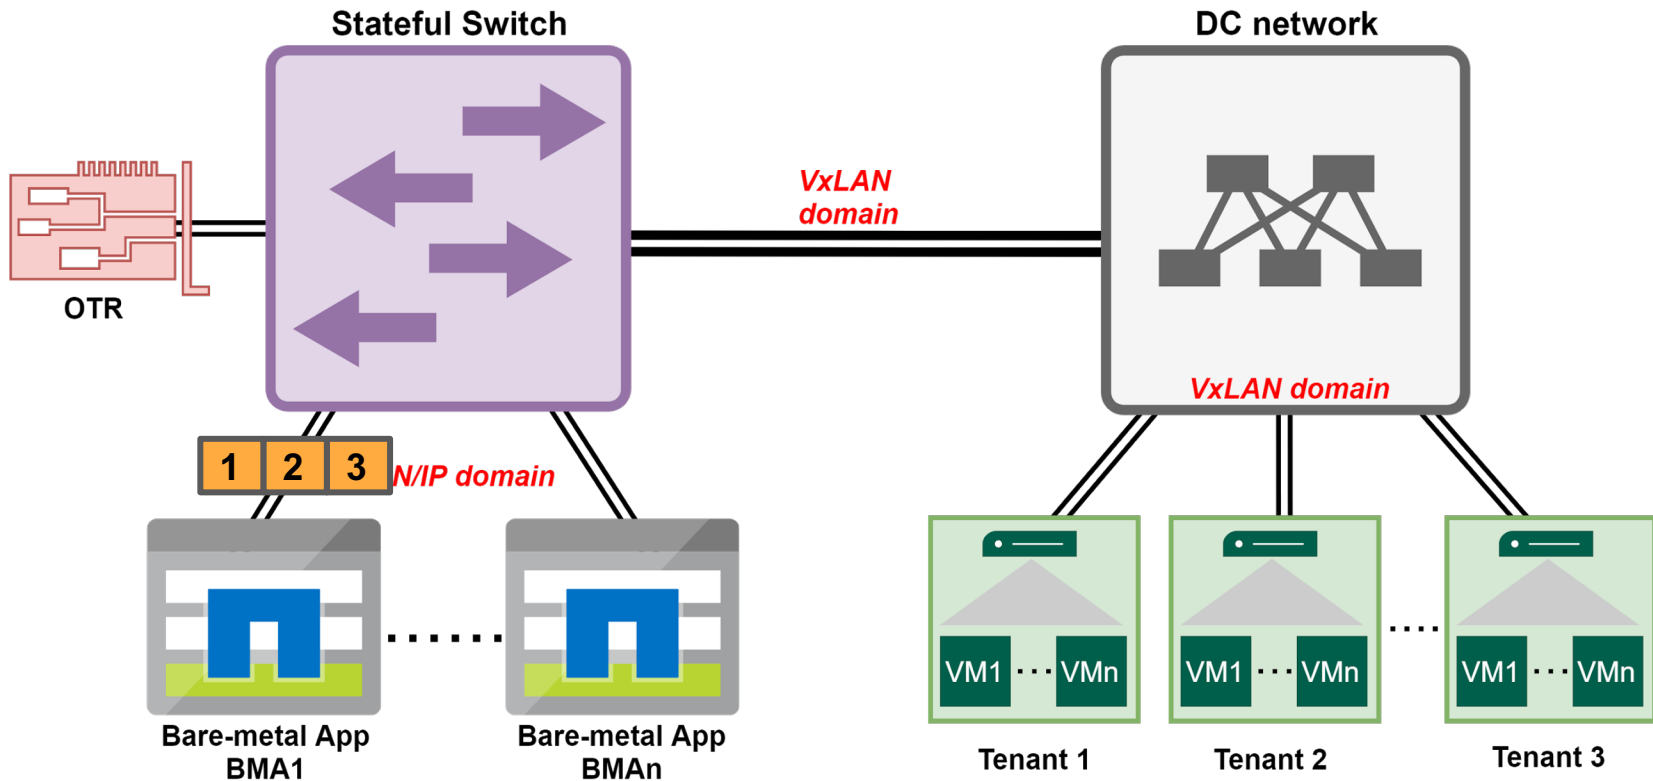 Stateful Switch
DC network
VxLAN
domain
OTR
VxLAN domain
1 2 3
N/IP domain
VM1 VMn
VM1 VMn
VM1 VMn
Bare-metal App
BMA1
Bare-metal App
BMAn
Tenant 1
Tenant 2
Tenant 3